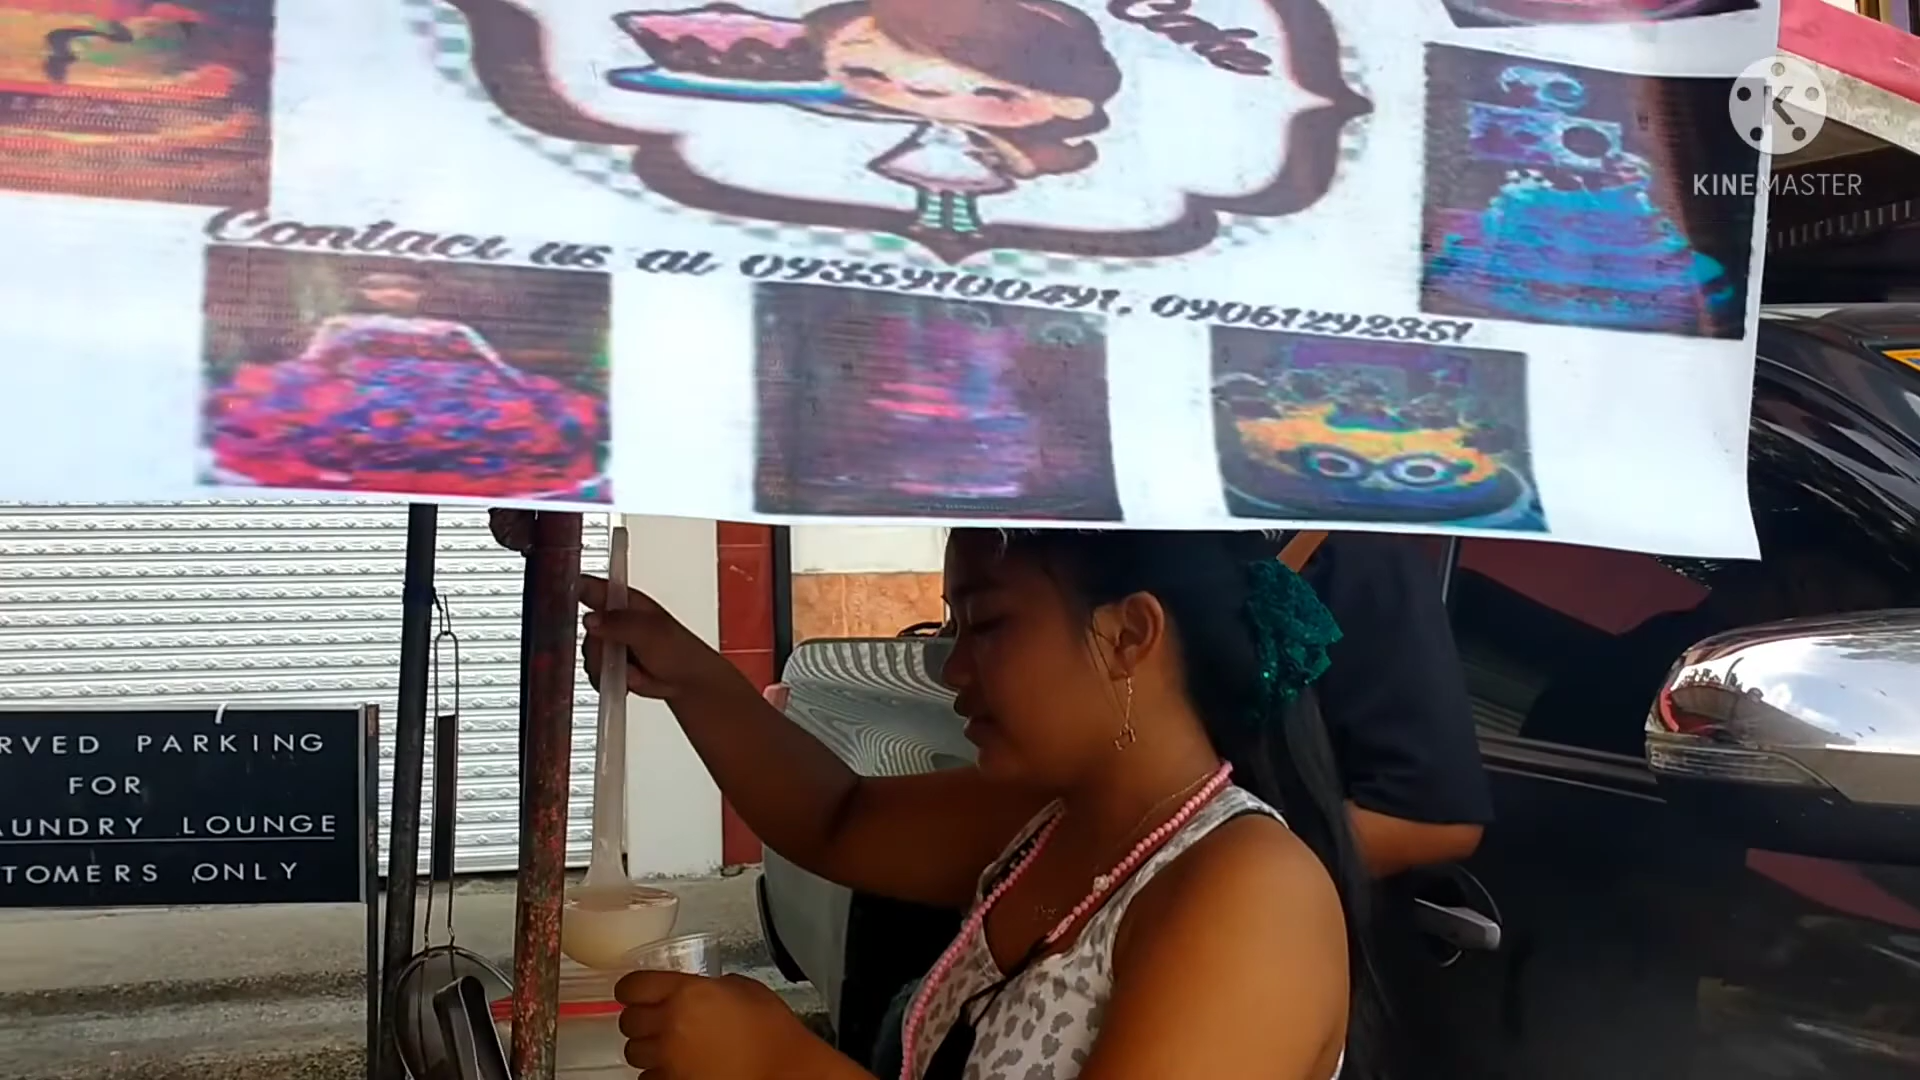 Cake
KINEMASTER
Contact us at 09359100491, 09061292351
RVED PARKING
FOR
AUNDRY LOUNGE
TOMERS ONLY